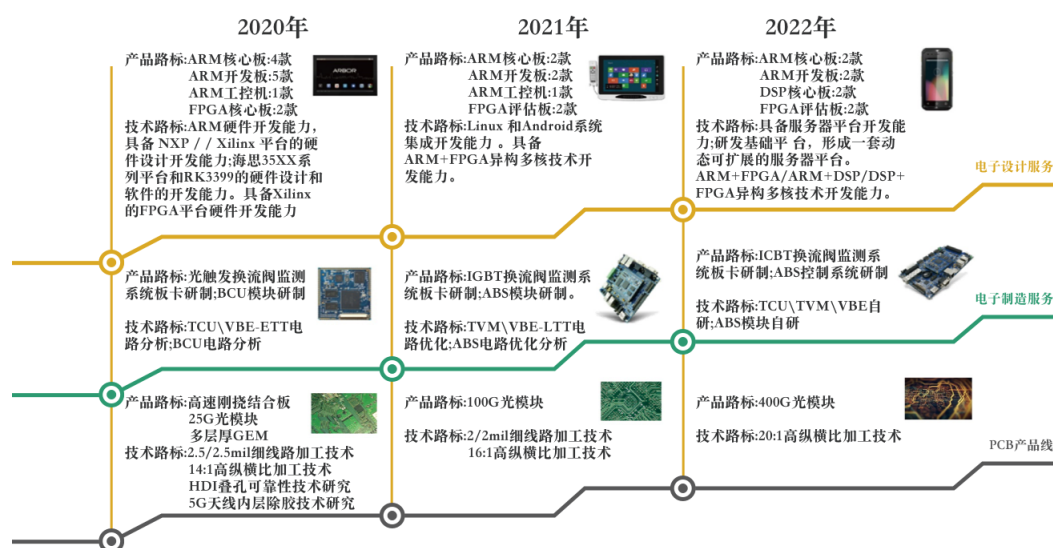 2020年
2021年
2022年
产品路标:ARM核心板:4款
ARM开发板:5款
ARM工控机:1款
FPGA核心板:2款
技术路标:ARM硬件开发能力，
具备 NXP / / Xilinx 平台的硬
件设计开发能力;海思35XX系
列平台和RK3399的硬件设计和
软件的开发能力。具备Xilinx
的FPGA平台硬件开发能力
ARBOR
产品路标:ARM核心板:2款
ARM开发板:2款
ARM工控机:1款
FPGA评估板:2款
技术路标:Linux 和Android系统
集成开发能力 。具备
ARM+FPGA异构多核技术开
发能力。
产品路标:ARM核心板:2款
ARM开发板:2款
DSP核心板:2款
FPGA评估板:2款
技术路标:具备服务器平台开发能
力;研发基础平 台，形成一套动
态可扩展的服务器平台。
ARM+FPGA/ARM+DSP/DSP+
FPGA异构多核技术开发能力。
电子设计服务
产品路标:光触发换流阀监测
系统板卡研制;BCU模块研制
技术路标:TCU\VBE-ETT电
路分析;BCU电路分析
产品路标:IGBT换流阀监测系
统板卡研制;ABS模块研制。
技术路标:TVM\VBE-LTT电
路优化;ABS电路优化分析
产品路标:ICBT换流阀监测系
统板卡研制;ABS控制系统研制
技术路标:TCU\TVM\VBE自
研;ABS模块自研
电子制造服务
产品路标:高速刚挠结合板
25G光模块
多层厚GEM
技术路标:2.5/2.5mil细线路加工技术
14:1高纵横比加工技术
HDI叠孔可靠性技术研究
5G天线内层除胶技术研究
产品路标:100G光模块
技术路标:2/2mil细线路加工技术
16:1高纵横比加工技术
产品路标:400G光模块
技术路标:20:1高纵横比加工技术
PCB产品线